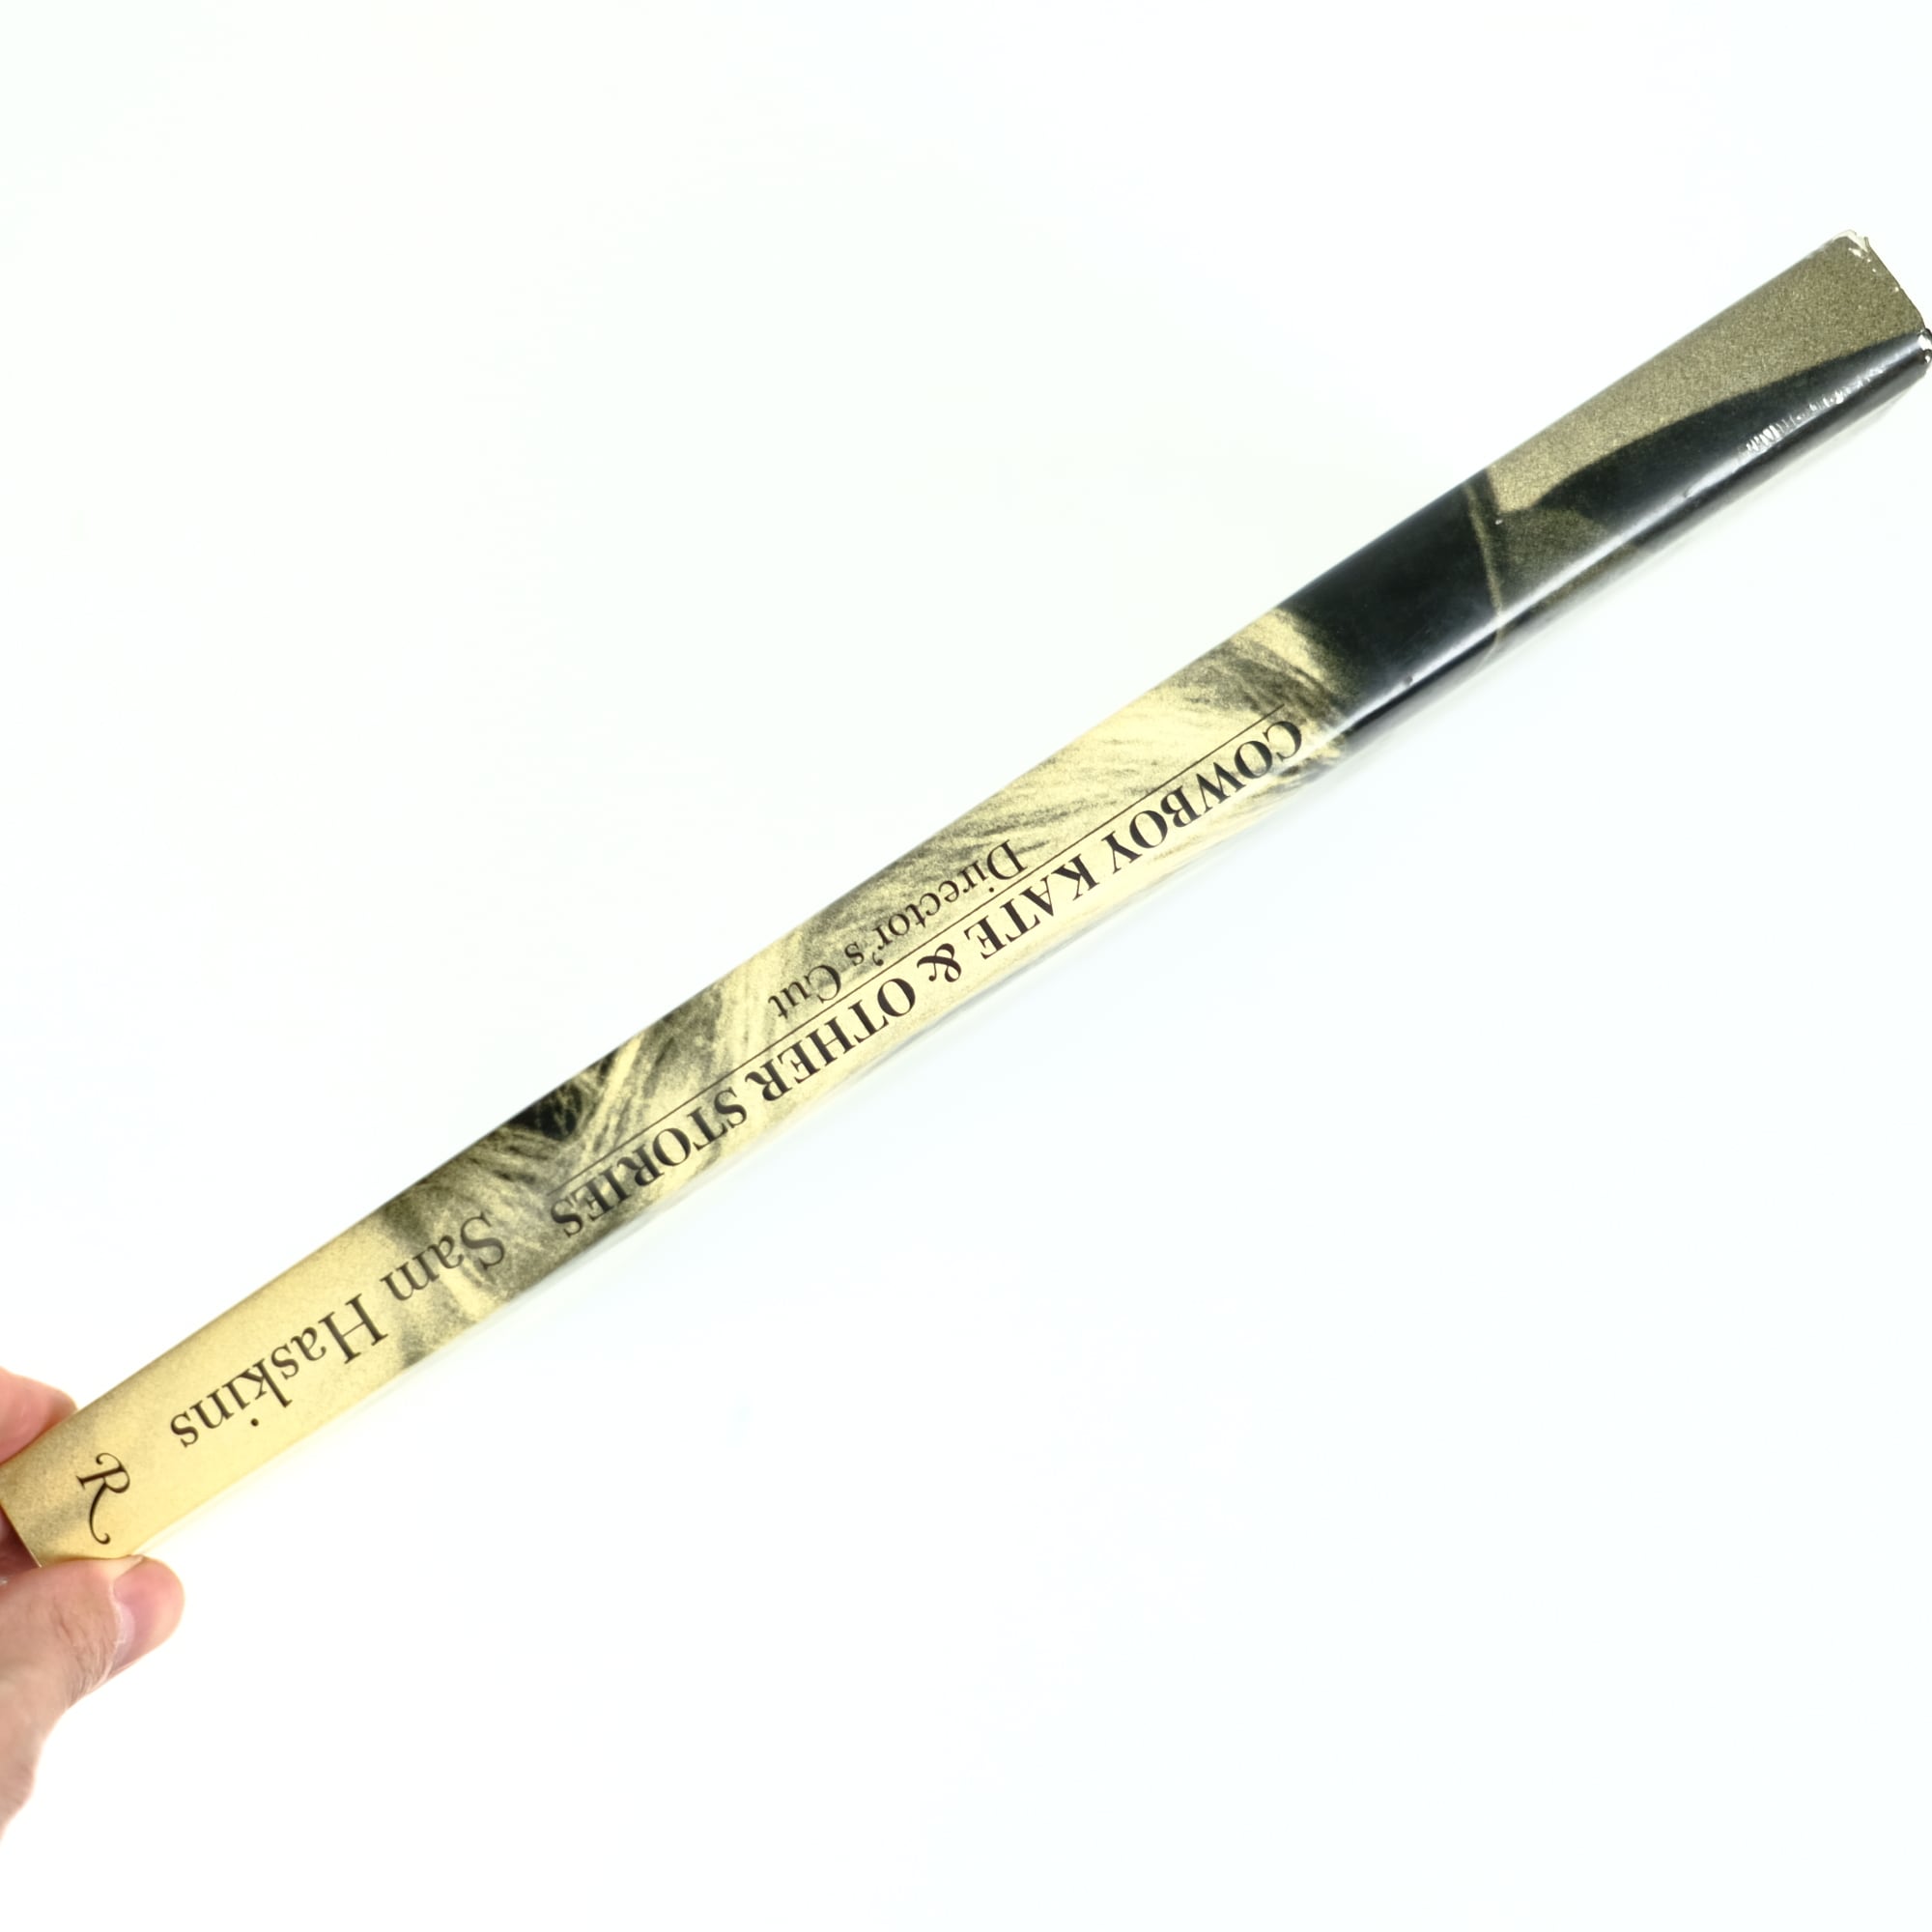 COWBOY KATE & OTHER STORIES
Director's Cut
Sam Haskins
R